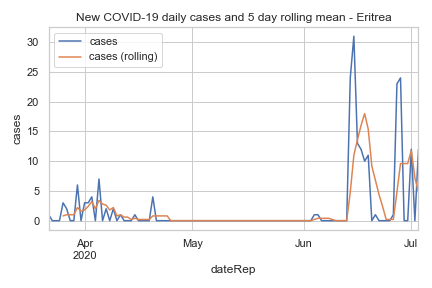 New COVID-19 daily cases and 5 day rolling mean - Eritrea
cases
cases (rolling)
30
25
20
15
10
5
0
cases
Apr
2020
May
Jun
Jul
dateRep